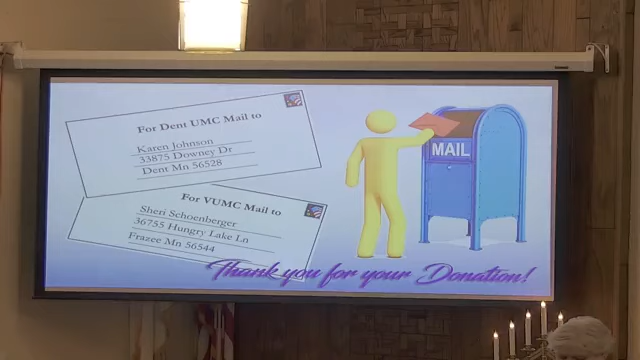 For Dent UMC Mail to
Karen Johnson
33875 Downey Dr
Dent Mn 56528
For VUMC Mail to
Sheri Schoenberger
36755 Hungry Lake Ln
Frazee Mn 56544
MAIL
Thank you for your Donation!